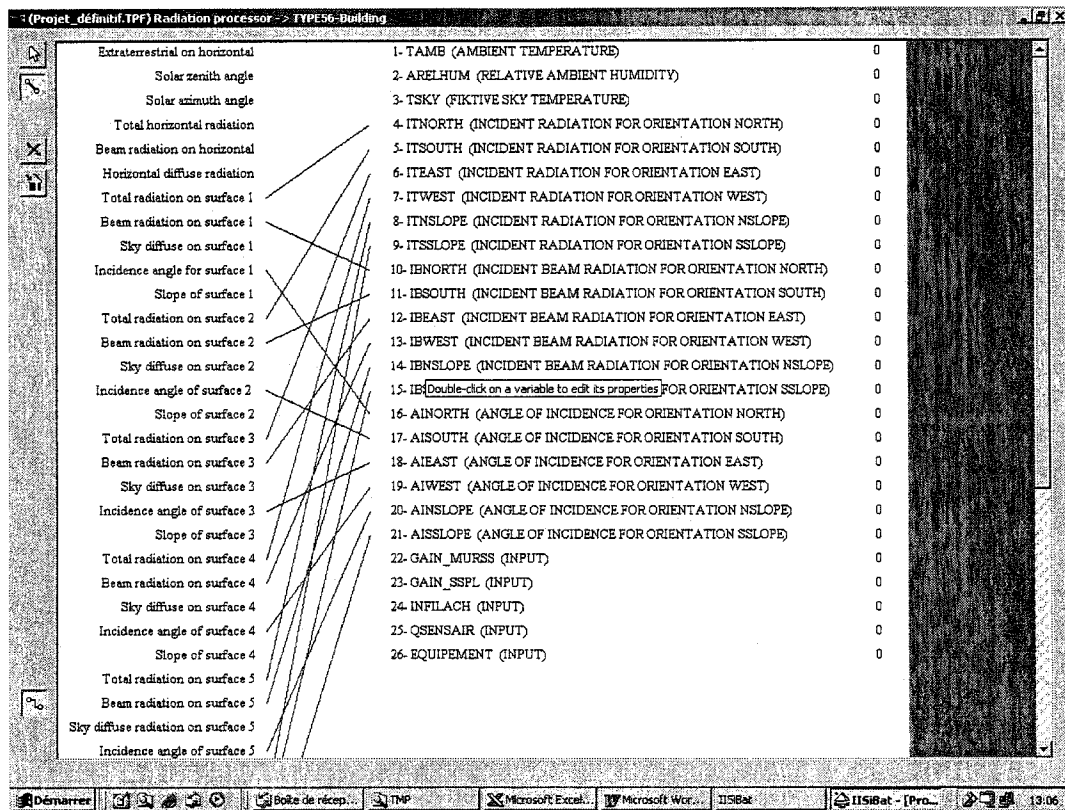 (Projet_définitif.TPF) Radiation processor -> TYPE56-Building
Extraterrestrial on horizontal 1- TAMB (AMBIENT TEMPERATURE) 0
Solar zenith angle 2- ARELHUM (RELATIVE AMBIENT HUMIDITY) 0
Solar azimuth angle 3- TSKY (FIKTIVE SKY TEMPERATURE) 0
Total horizontal radiation 4- ITNORTH (INCIDENT RADIATION FOR ORIENTATION NORTH) 0
Beam radiation on horizontal 5- ITSOUTH (INCIDENT RADIATION FOR ORIENTATION SOUTH) 0
Horizontal diffuse radiation 6- ITEAST (INCIDENT RADIATION FOR ORIENTATION EAST) 0
Total radiation on surface 1 7- ITWEST (INCIDENT RADIATION FOR ORIENTATION WEST) 0
Beam radiation on surface 1 8- ITNSLOPE (INCIDENT RADIATION FOR ORIENTATION NSLOPE) 0
Sky diffuse on surface 1 9- ITSSLOPE (INCIDENT RADIATION FOR ORIENTATION SSLOPE) 0
Incidence angle for surface 1 10- IBNORTH (INCIDENT BEAM RADIATION FOR ORIENTATION NORTH) 0
Slope of surface 1 11- IBSOUTH (INCIDENT BEAM RADIATION FOR ORIENTATION SOUTH) 0
Total radiation on surface 2 12- IBEAST (INCIDENT BEAM RADIATION FOR ORIENTATION EAST) 0
Beam radiation on surface 2 13- IBWEST (INCIDENT BEAM RADIATION FOR ORIENTATION WEST) 0
Sky diffuse on surface 2 14- IBNSLOPE (INCIDENT BEAM RADIATION FOR ORIENTATION NSLOPE) 0
Incidence angle of surface 2 15- IB Double-click on a variable to edit its properties FOR ORIENTATION SSLOPE) 0
Slope of surface 2 16- AINORTH (ANGLE OF INCIDENCE FOR ORIENTATION NORTH) 0
Total radiation on surface 3 17- AISOUTH (ANGLE OF INCIDENCE FOR ORIENTATION SOUTH) 0
Beam radiation on surface 3 18- AIEAST (ANGLE OF INCIDENCE FOR ORIENTATION EAST) 0
Sky diffuse on surface 3 19- AIWEST (ANGLE OF INCIDENCE FOR ORIENTATION WEST) 0
Incidence angle of surface 3 20- AINSLOPE (ANGLE OF INCIDENCE FOR ORIENTATION NSLOPE) 0
Slope of surface 3 21- AISSLOPE (ANGLE OF INCIDENCE FOR ORIENTATION SSLOPE) 0
Total radiation on surface 4 22- GAIN_MURSS (INPUT) 0
Beam radiation on surface 4 23- GAIN_SSPL (INPUT) 0
Sky diffuse on surface 4 24- INFILACH (INPUT) 0
Incidence angle of surface 4 25- QSENSAIR (INPUT) 0
Slope of surface 4 26- EQUIPEMENT (INPUT) 0
Total radiation on surface 5
Beam radiation on surface 5
Sky diffuse radiation on surface 5
Incidence angle of surface 5
Démarrer Boîte de récep... TMP Microsoft Excel... Microsoft Wor... IISiBat IISiBat - [Pro... 13:06